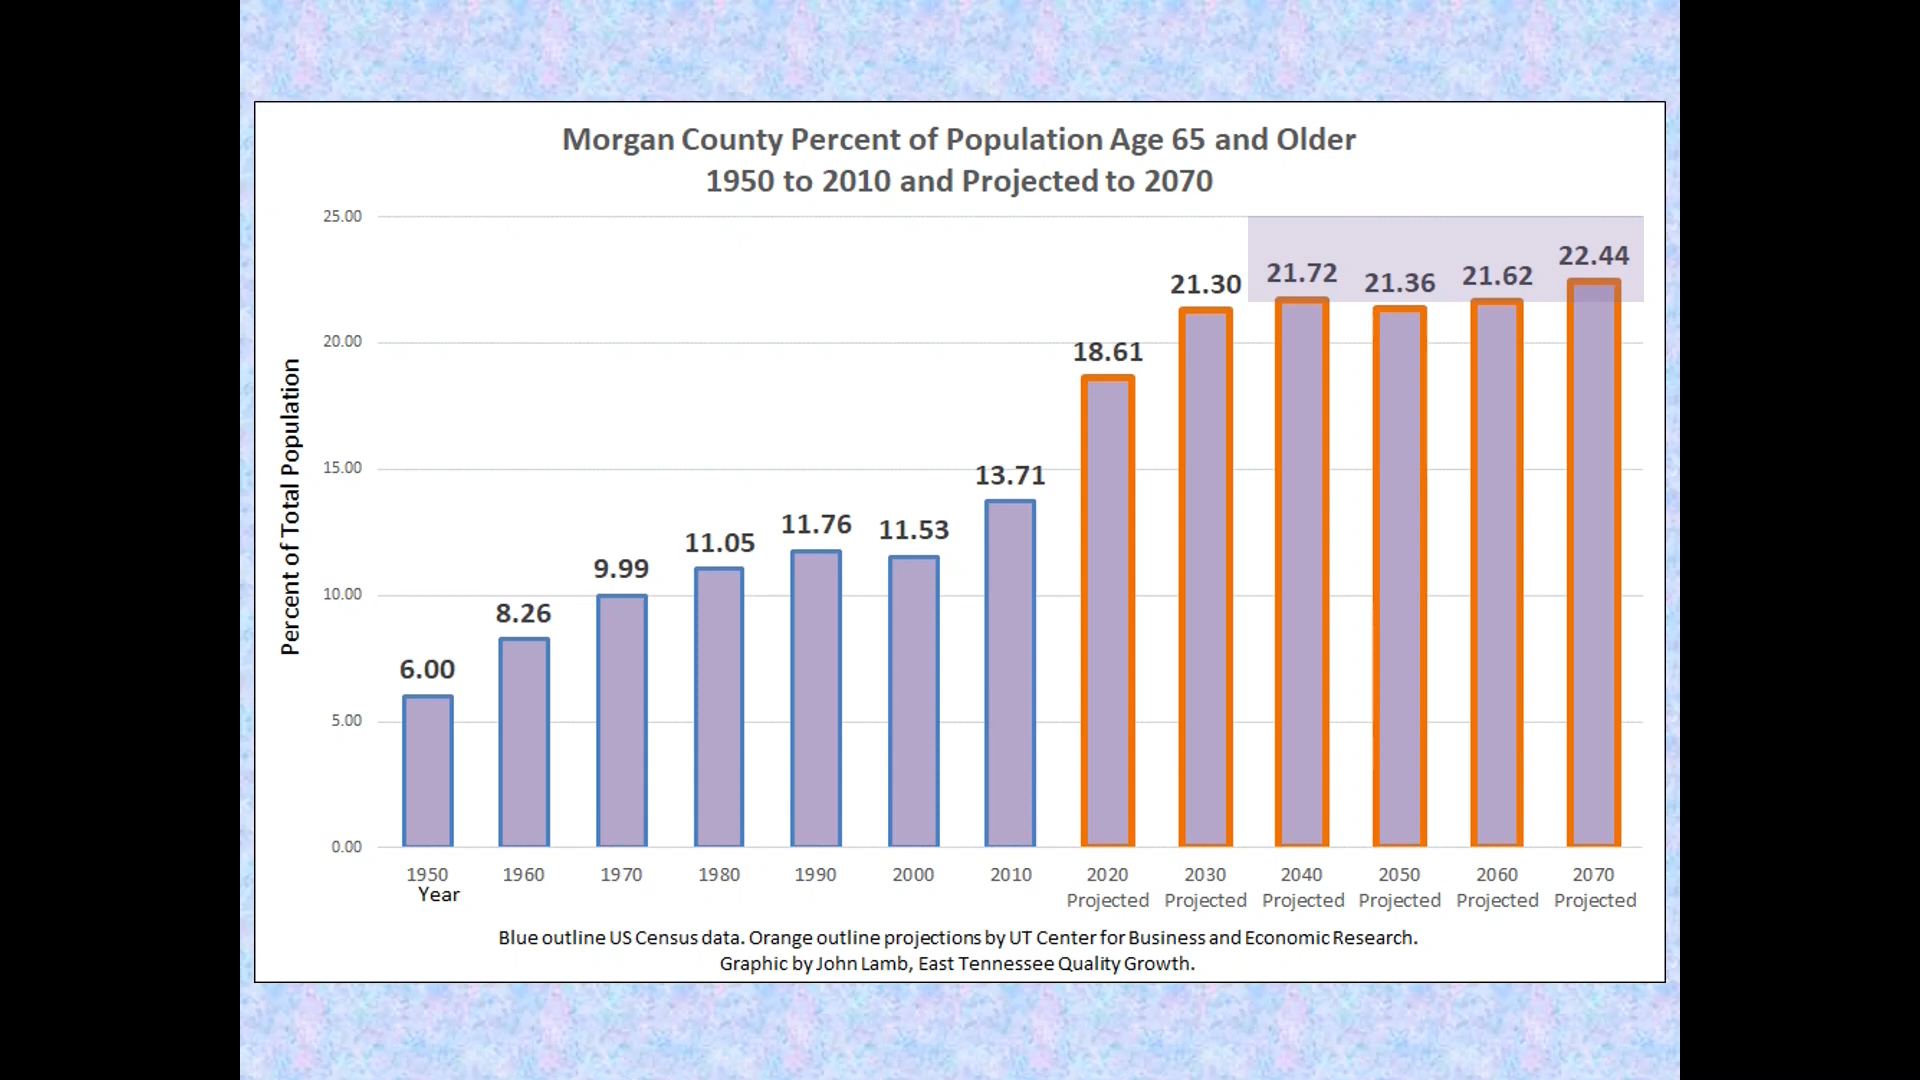 Morgan County Percent of Population Age 65 and Older
1950 to 2010 and Projected to 2070
Percent of Total Population
25.00
20.00
15.00
10.00
5.00
0.00
6.00
8.26
9.99
11.05
11.76
11.53
13.71
18.61
21.30
21.72
21.36
21.62
22.44
1950 1960 1970 1980 1990 2000 2010 2020 2030 2040 2050 2060 2070
Projected Projected Projected Projected Projected Projected
Year
Blue outline US Census data. Orange outline projections by UT Center for Business and Economic Research.
Graphic by John Lamb, East Tennessee Quality Growth.